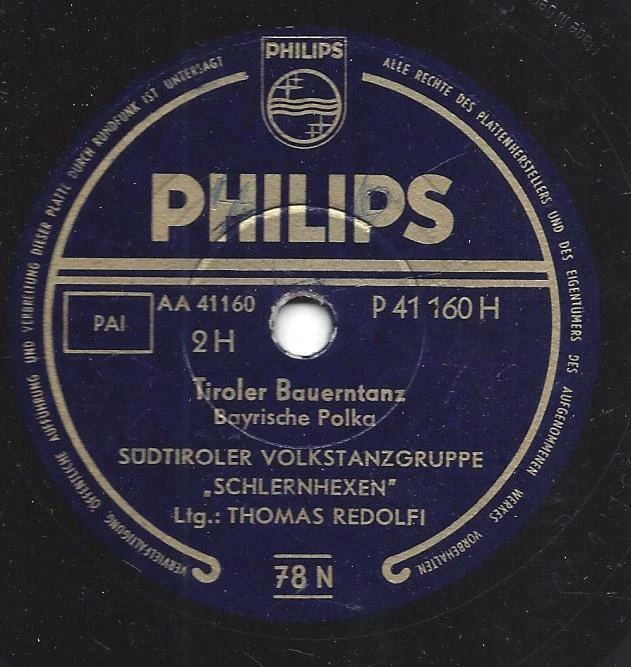 PHILIPS
ALLE RECHTE DES PLATTENHERSTELLERS UND DES EIGENTÜMERS DES AUFGENOMMENEN WERKES VORBEHALTEN
VERVIELFÄLTIGUNG ÖFFENTLICHE AUFFÜHRUNG UND VERBREITUNG DIESER PLATTE DURCH RUNDFUNK IST UNTERSAGT
PHILIPS
PAI
AA 41160
P 41 160 H
2 H
Tiroler Bauerntanz
Bayrische Polka
SÜDTIROLER VOLKSTANZGRUPPE
„SCHLERNHEXEN"
Ltg.: THOMAS REDOLFI
78 N